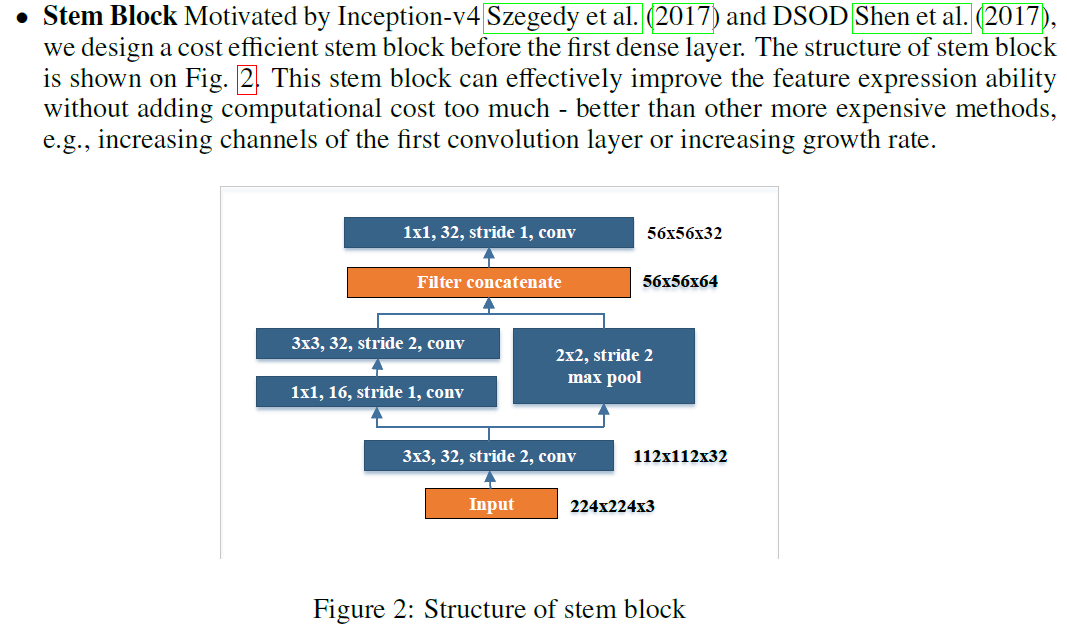 • Stem Block Motivated by Inception-v4 Szegedy et al. (2017) and DSOD Shen et al. (2017),
we design a cost efficient stem block before the first dense layer. The structure of stem block
is shown on Fig. 2. This stem block can effectively improve the feature expression ability
without adding computational cost too much - better than other more expensive methods,
e.g., increasing channels of the first convolution layer or increasing growth rate.
1x1, 32, stride 1, conv 56x56x32
Filter concatenate 56x56x64
3x3, 32, stride 2, conv
2x2, stride 2
max pool
1x1, 16, stride 1, conv
3x3, 32, stride 2, conv 112x112x32
Input 224x224x3
Figure 2: Structure of stem block